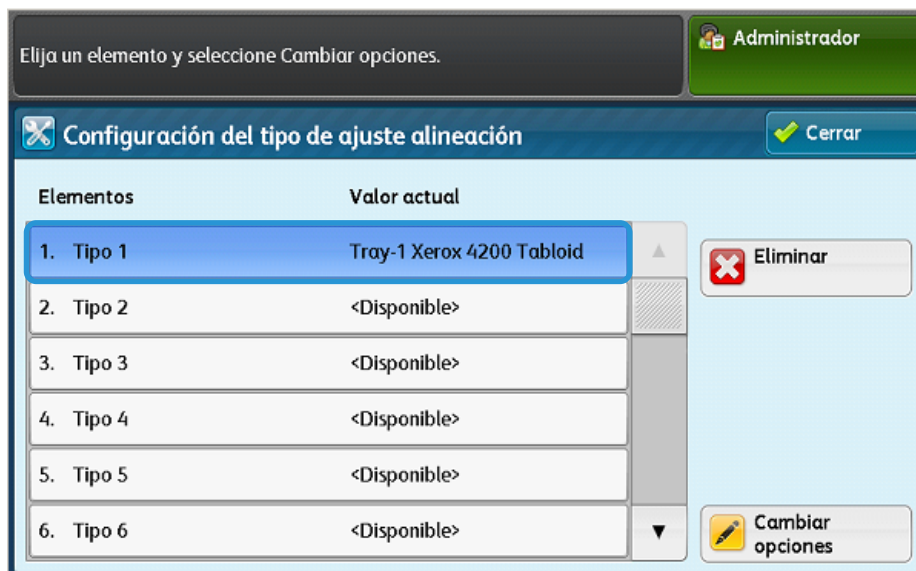 Elija un elemento y seleccione Cambiar opciones.
Administrador
Configuración del tipo de ajuste alineación
Cerrar
Elementos Valor actual
1. Tipo 1 Tray-1 Xerox 4200 Tabloid
2. Tipo 2 <Disponible>
3. Tipo 3 <Disponible>
4. Tipo 4 <Disponible>
5. Tipo 5 <Disponible>
6. Tipo 6 <Disponible>
Eliminar
Cambiar
opciones